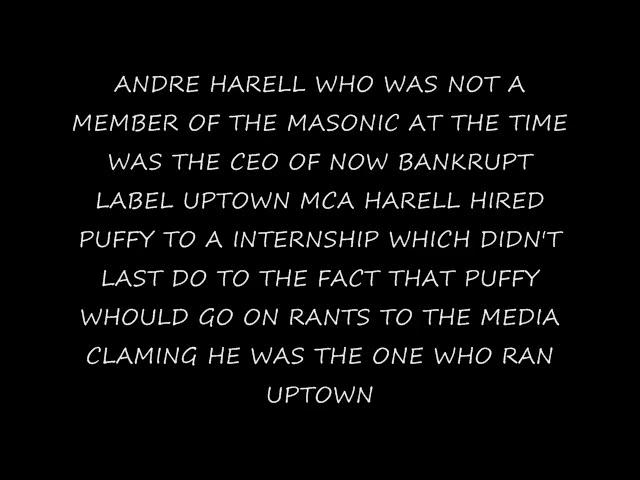 ANDRE HARELL WHO WAS NOT A
MEMBER OF THE MASONIC AT THE TIME
WAS THE CEO OF NOW BANKRUPT
LABEL UPTOWN MCA HARELL HIRED
PUFFY TO A INTERNSHIP WHICH DIDN'T
LAST DO TO THE FACT THAT PUFFY
WHOULD GO ON RANTS TO THE MEDIA
CLAMING HE WAS THE ONE WHO RAN
UPTOWN